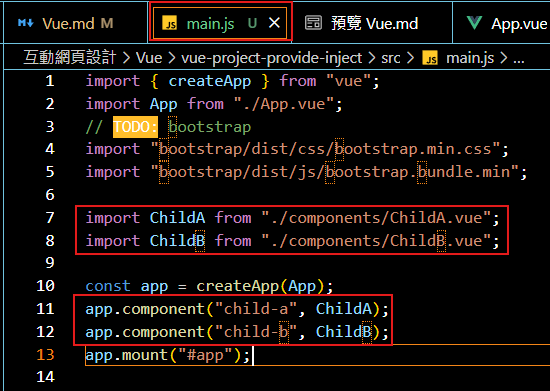 Vue.md M JS main.js U 預覽 Vue.md App.vue
互動網頁設計 > Vue > vue-project-provide-inject > src > JS main.js > ...
1 import { createApp } from "vue";
2 import App from "./App.vue";
3 // TODO: bootstrap
4 import "bootstrap/dist/css/bootstrap.min.css";
5 import "bootstrap/dist/js/bootstrap.bundle.min";
6
7 import ChildA from "./components/ChildA.vue";
8 import ChildB from "./components/ChildB.vue";
9
10 const app = createApp(App);
11 app.component("child-a", ChildA);
12 app.component("child-b", ChildB);
13 app.mount("#app");